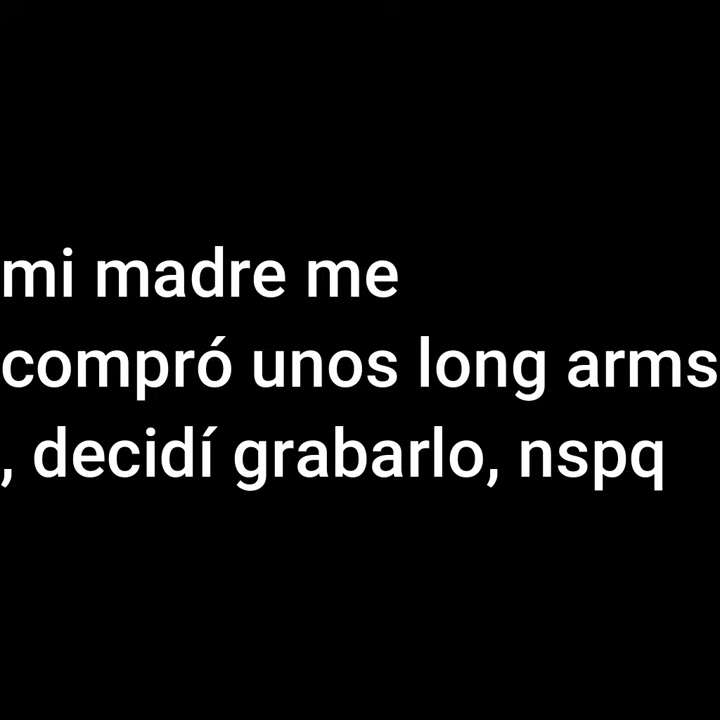 mi madre me
compró unos long arms
, decidí grabarlo, nspq